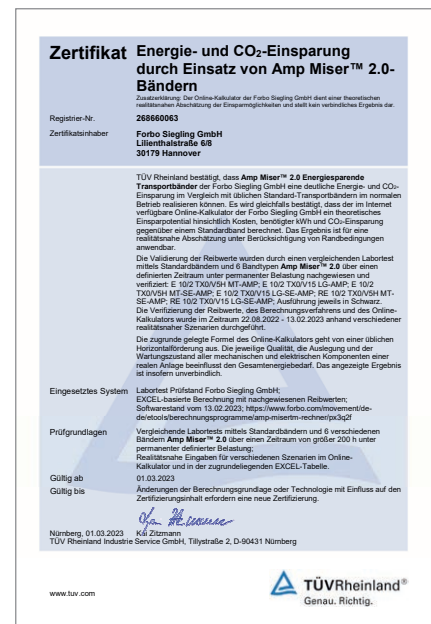 Zertifikat
Energie- und CO₂-Einsparung
durch Einsatz von Amp Miser™ 2.0-
Bändern
Zusatzerklärung: Der Online-Kalkulator der Forbo Siegling GmbH dient einer theoretischen
realitätsnahen Abschätzung der Einsparmöglichkeiten und stellt kein verbindliches Ergebnis dar.
Registrier-Nr. 268660063
Zertifikatsinhaber Forbo Siegling GmbH
Lilienthalstraße 6/8
30179 Hannover
TÜV Rheinland bestätigt, dass Amp Miser™ 2.0 Energiesparende
Transportbänder der Forbo Siegling GmbH eine deutliche Energie- und CO₂-
Einsparung im Vergleich mit üblichen Standard-Transportbändern im normalen
Betrieb realisieren können. Es wird gleichfalls bestätigt, dass der im Internet
verfügbare Online-Kalkulator der Forbo Siegling GmbH ein theoretisches
Einsparpotential hinsichtlich Kosten, benötigter kWh und CO₂-Einsparung
gegenüber einem Standardband berechnet. Das Ergebnis ist für eine
realitätsnahe Abschätzung unter Berücksichtigung von Randbedingungen
anwendbar.
Die Validierung der Reibwerte wurden durch einen vergleichenden Labortest
mittels Standardbändern und 6 Bandtypen Amp Miser™ 2.0 über einen
definierten Zeitraum unter permanenter Belastung nachgewiesen und
verifiziert: E 10/2 TX0/V5H MT-AMP; E 10/2 TX0/V15 LG-AMP; E 10/2
TX0/V5H MT-SE-AMP; E 10/2 TX0/V15 LG-SE-AMP; RE 10/2 TX0/V5H MT-
SE-AMP; RE 10/2 TX0/V15 LG-SE-AMP; Ausführung jeweils in Schwarz.
Die Verifizierung der Reibwerte, des Berechnungsverfahrens und des Online-
Kalkulators wurde im Zeitraum 22.08.2022 - 13.02.2023 anhand verschiedener
realitätsnaher Szenarien durchgeführt.
Die zugrunde gelegte Formel des Online-Kalkulators geht von einer üblichen
Horizontalförderung aus. Die jeweilige Qualität, die Auslegung und der
Wartungszustand aller mechanischen und elektrischen Komponenten einer
realen Anlage beeinflusst den Gesamtenergiebedarf. Das angezeigte Ergebnis
ist insofern unverbindlich.
Eingesetztes System Labortest Prüfstand Forbo Siegling GmbH;
EXCEL-basierte Berechnung mit nachgewiesenen Reibwerten;
Softwarestand vom 13.02.2023; https://www.forbo.com/movement/de-
de/etools/berechnungsprogramme/amp-misertm-rechner/px3q2f
Prüfgrundlagen Vergleichende Labortests mittels Standardbändern und 6 verschiedenen
Bändern Amp Miser™ 2.0 über einen Zeitraum von größer 200 h unter
permanenter definierter Belastung;
Realitätsnahe Eingaben für verschiedenen Szenarien im Online-
Kalkulator und in der zugrundeliegenden EXCEL-Tabelle.
Gültig ab 01.03.2023
Gültig bis Änderungen der Berechnungsgrundlage oder Technologie mit Einfluss auf den
Zertifizierungsinhalt erfordern eine neue Zertifizierung.
Nürnberg, 01.03.2023 Kai Zitzmann
TÜV Rheinland Industrie Service GmbH, Tillystraße 2, D-90431 Nürnberg
www.tuv.com
TÜVRheinland®
Genau. Richtig.